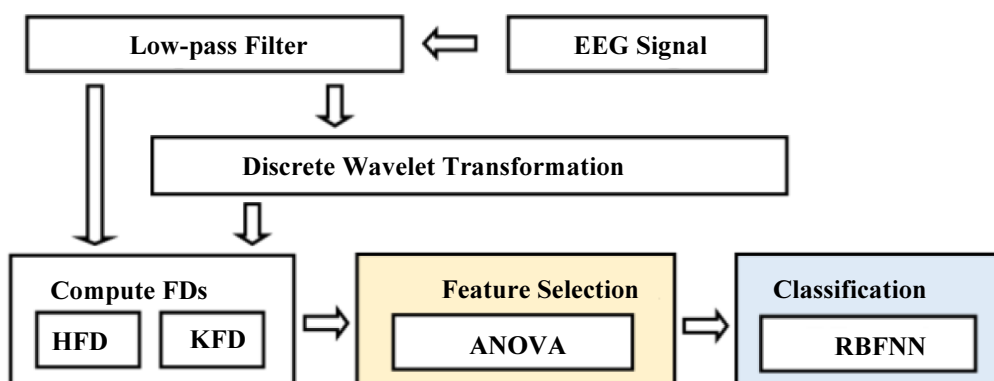 Low-pass Filter
EEG Signal
Discrete Wavelet Transformation
Compute FDs
HFD
KFD
Feature Selection
ANOVA
Classification
RBFNN